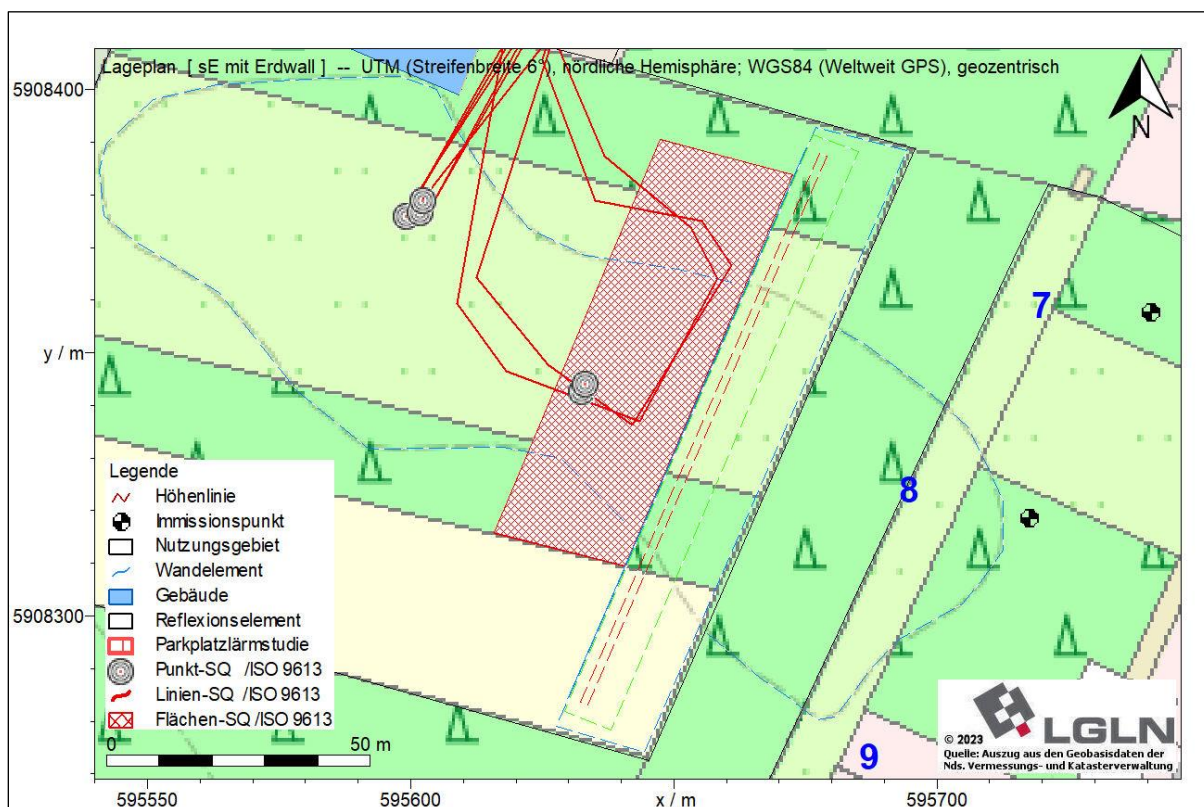 Lageplan [ sE mit Erdwall ] -- UTM (Streifenbreite 6°), nördliche Hemisphäre; WGS84 (Weltweit GPS), geozentrisch
5908400
N
7
y / m
8
Legende
Höhenlinie
Immissionspunkt
Nutzungsgebiet
Wandelement
Gebäude
Reflexionselement
Parkplatzlärmstudie
Punkt-SQ /ISO 9613
Linien-SQ /ISO 9613
Flächen-SQ /ISO 9613
5908300
0 50 m
9
LGLN
© 2023
Quelle: Auszug aus den Geobasisdaten der
Nds. Vermessungs- und Katasterverwaltung
595550 595600 x / m 595700